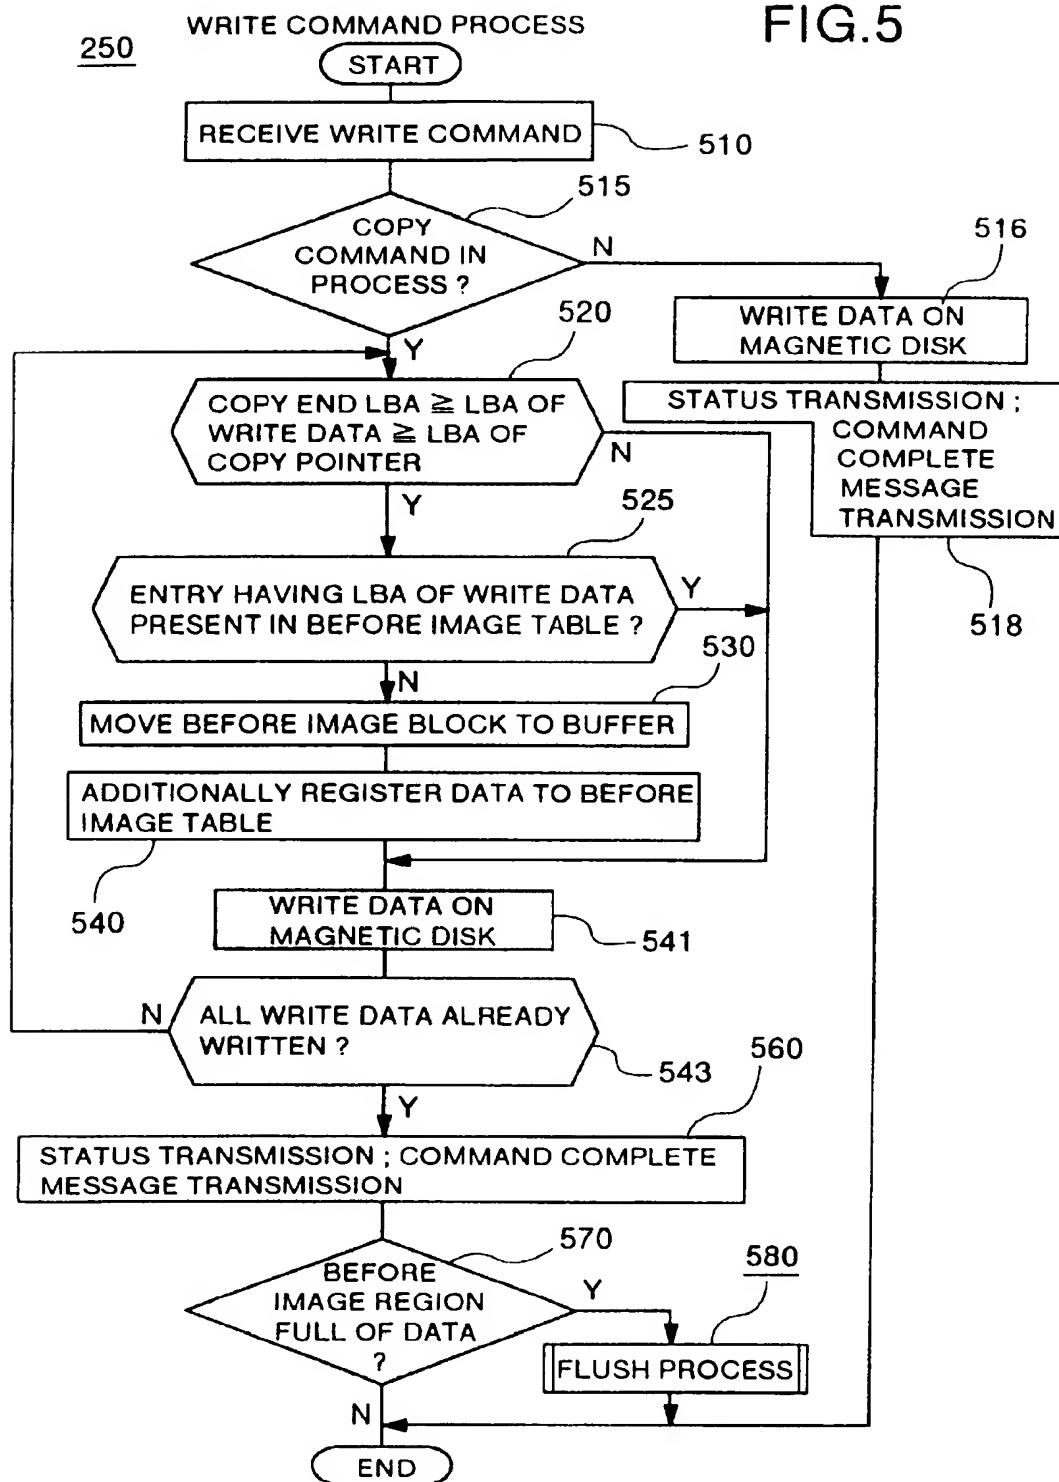 FIG.5
WRITE COMMAND PROCESS
250
START
RECEIVE WRITE COMMAND
510
515
COPY
COMMAND IN
PROCESS ?
N
516
WRITE DATA ON
MAGNETIC DISK
Y
520
COPY END LBA ≧ LBA OF
WRITE DATA ≧ LBA OF
COPY POINTER
N
STATUS TRANSMISSION ;
COMMAND
COMPLETE
MESSAGE
TRANSMISSION
518
Y
525
ENTRY HAVING LBA OF WRITE DATA
PRESENT IN BEFORE IMAGE TABLE ?
Y
N
530
MOVE BEFORE IMAGE BLOCK TO BUFFER
ADDITIONALLY REGISTER DATA TO BEFORE
IMAGE TABLE
540
WRITE DATA ON
MAGNETIC DISK
541
N
ALL WRITE DATA ALREADY
WRITTEN ?
543
Y
560
STATUS TRANSMISSION ; COMMAND COMPLETE
MESSAGE TRANSMISSION
570
BEFORE
IMAGE REGION
FULL OF DATA
?
Y
580
FLUSH PROCESS
N
END